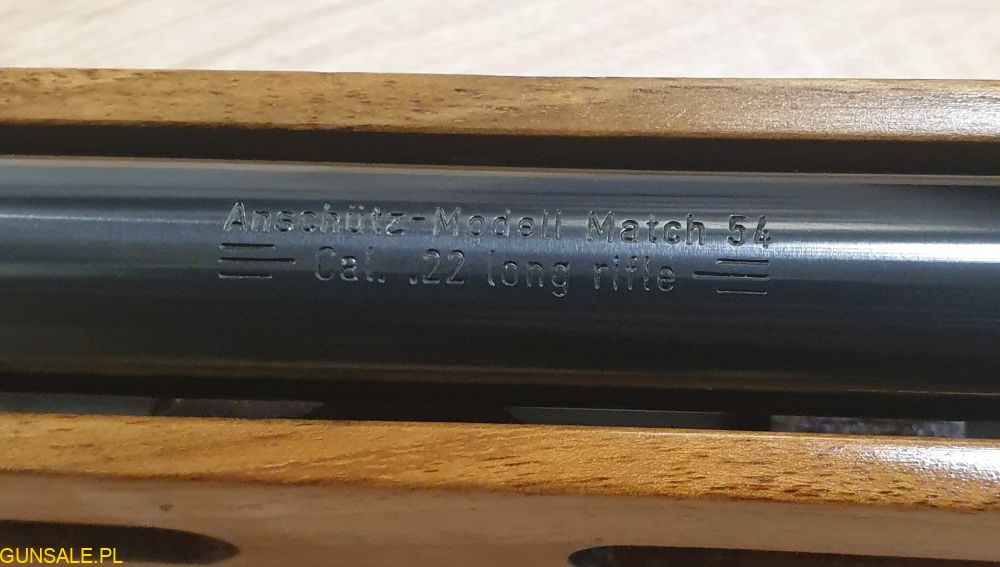 Anschütz-Modell Match 54
Cal. .22 long rifle
GUNSALE.PL